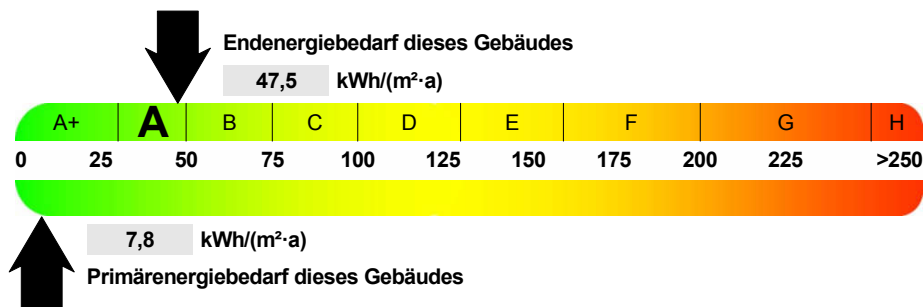 Endenergiebedarf dieses Gebäudes
47,5 kWh/(m²·a)
A+ A B C D E F G H
0 25 50 75 100 125 150 175 200 225 >250
7,8 kWh/(m²·a)
Primärenergiebedarf dieses Gebäudes